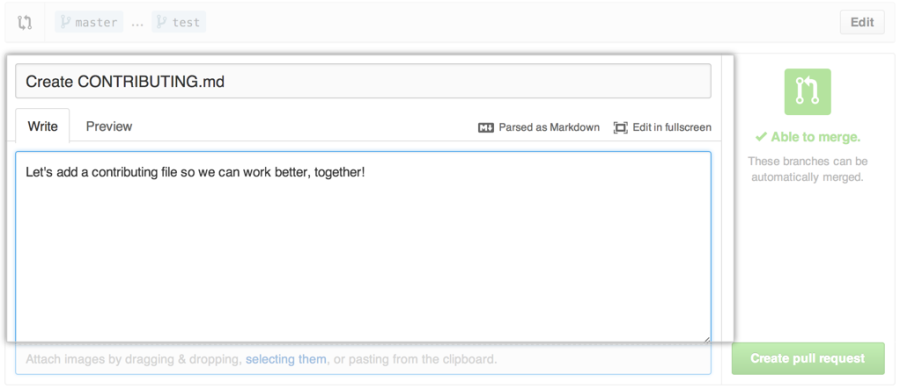 master ... test Edit
Create CONTRIBUTING.md
Write Preview Parsed as Markdown Edit in fullscreen
Let's add a contributing file so we can work better, together!
Attach images by dragging & dropping, selecting them, or pasting from the clipboard.
Able to merge.
These branches can be
automatically merged.
Create pull request